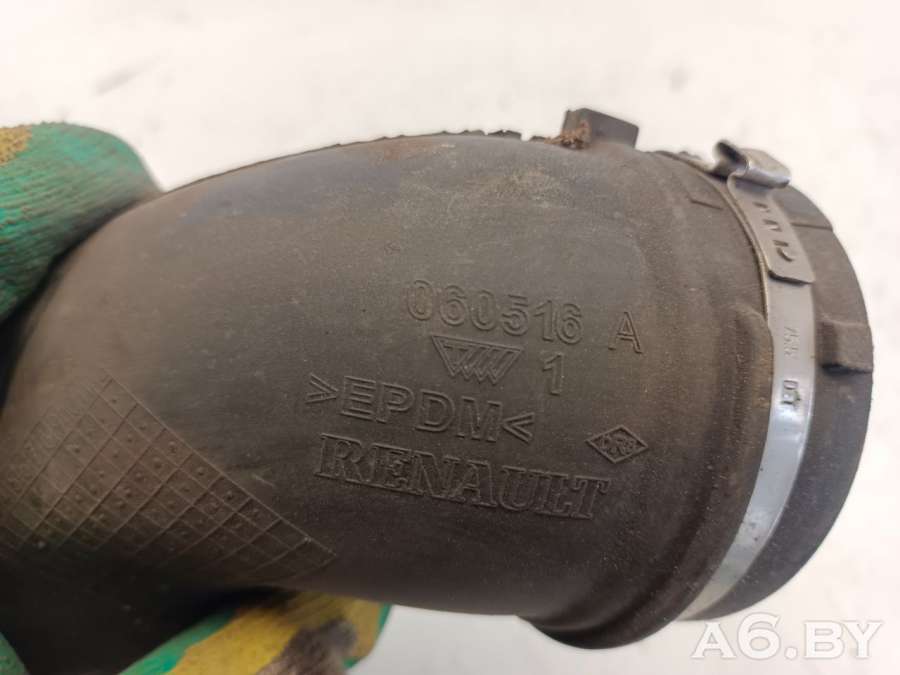 060516 A
1
>EPDM<
RENAULT
A6.BY